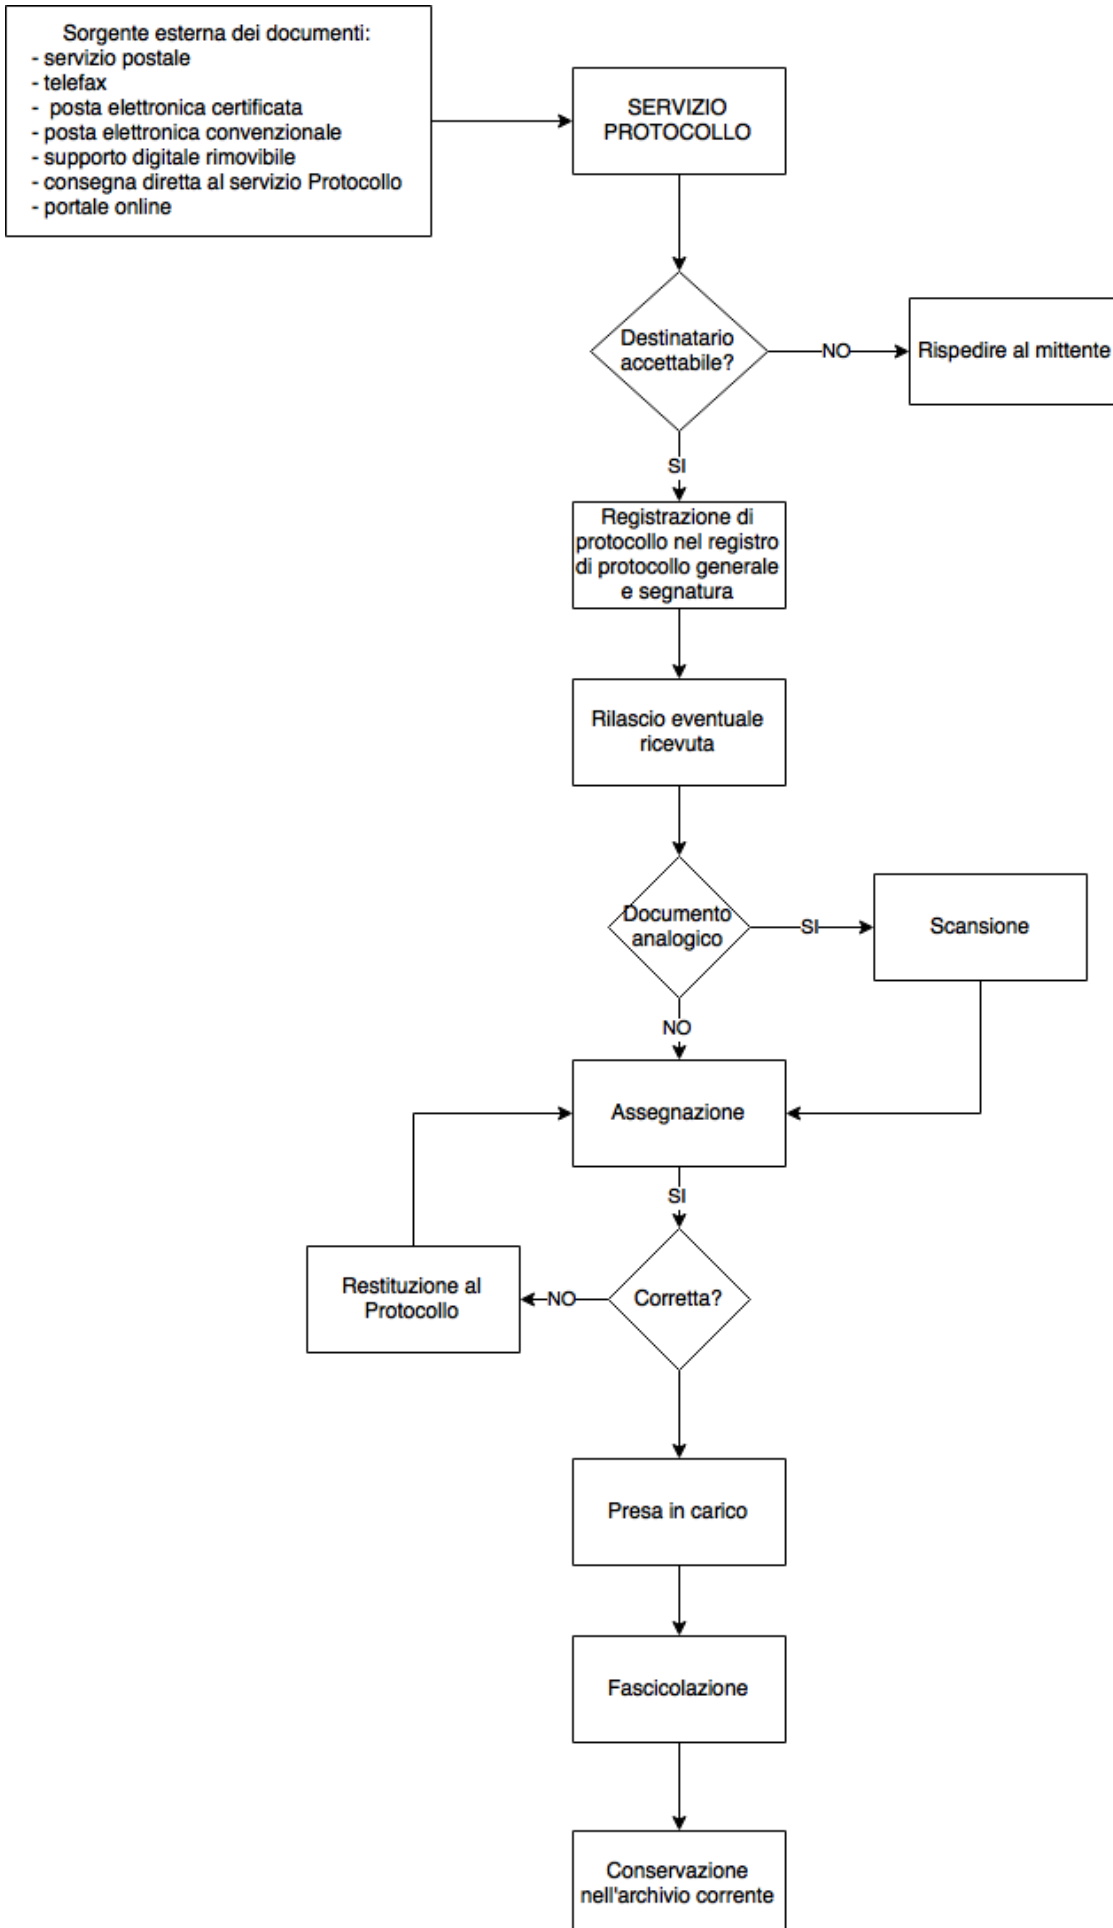 Sorgente esterna dei documenti:
- servizio postale
- telefax
- posta elettronica certificata
- posta elettronica convenzionale
- supporto digitale rimovibile
- consegna diretta al servizio Protocollo
- portale online
SERVIZIO
PROTOCOLLO
Destinatario
accettabile?
NO
Rispedire al mittente
SI
Registrazione di
protocollo nel registro
di protocollo generale
e segnatura
Rilascio eventuale
ricevuta
Documento
analogico
SI
Scansione
NO
Assegnazione
SI
Corretta?
NO
Restituzione al
Protocollo
Presa in carico
Fascicolazione
Conservazione
nell'archivio corrente